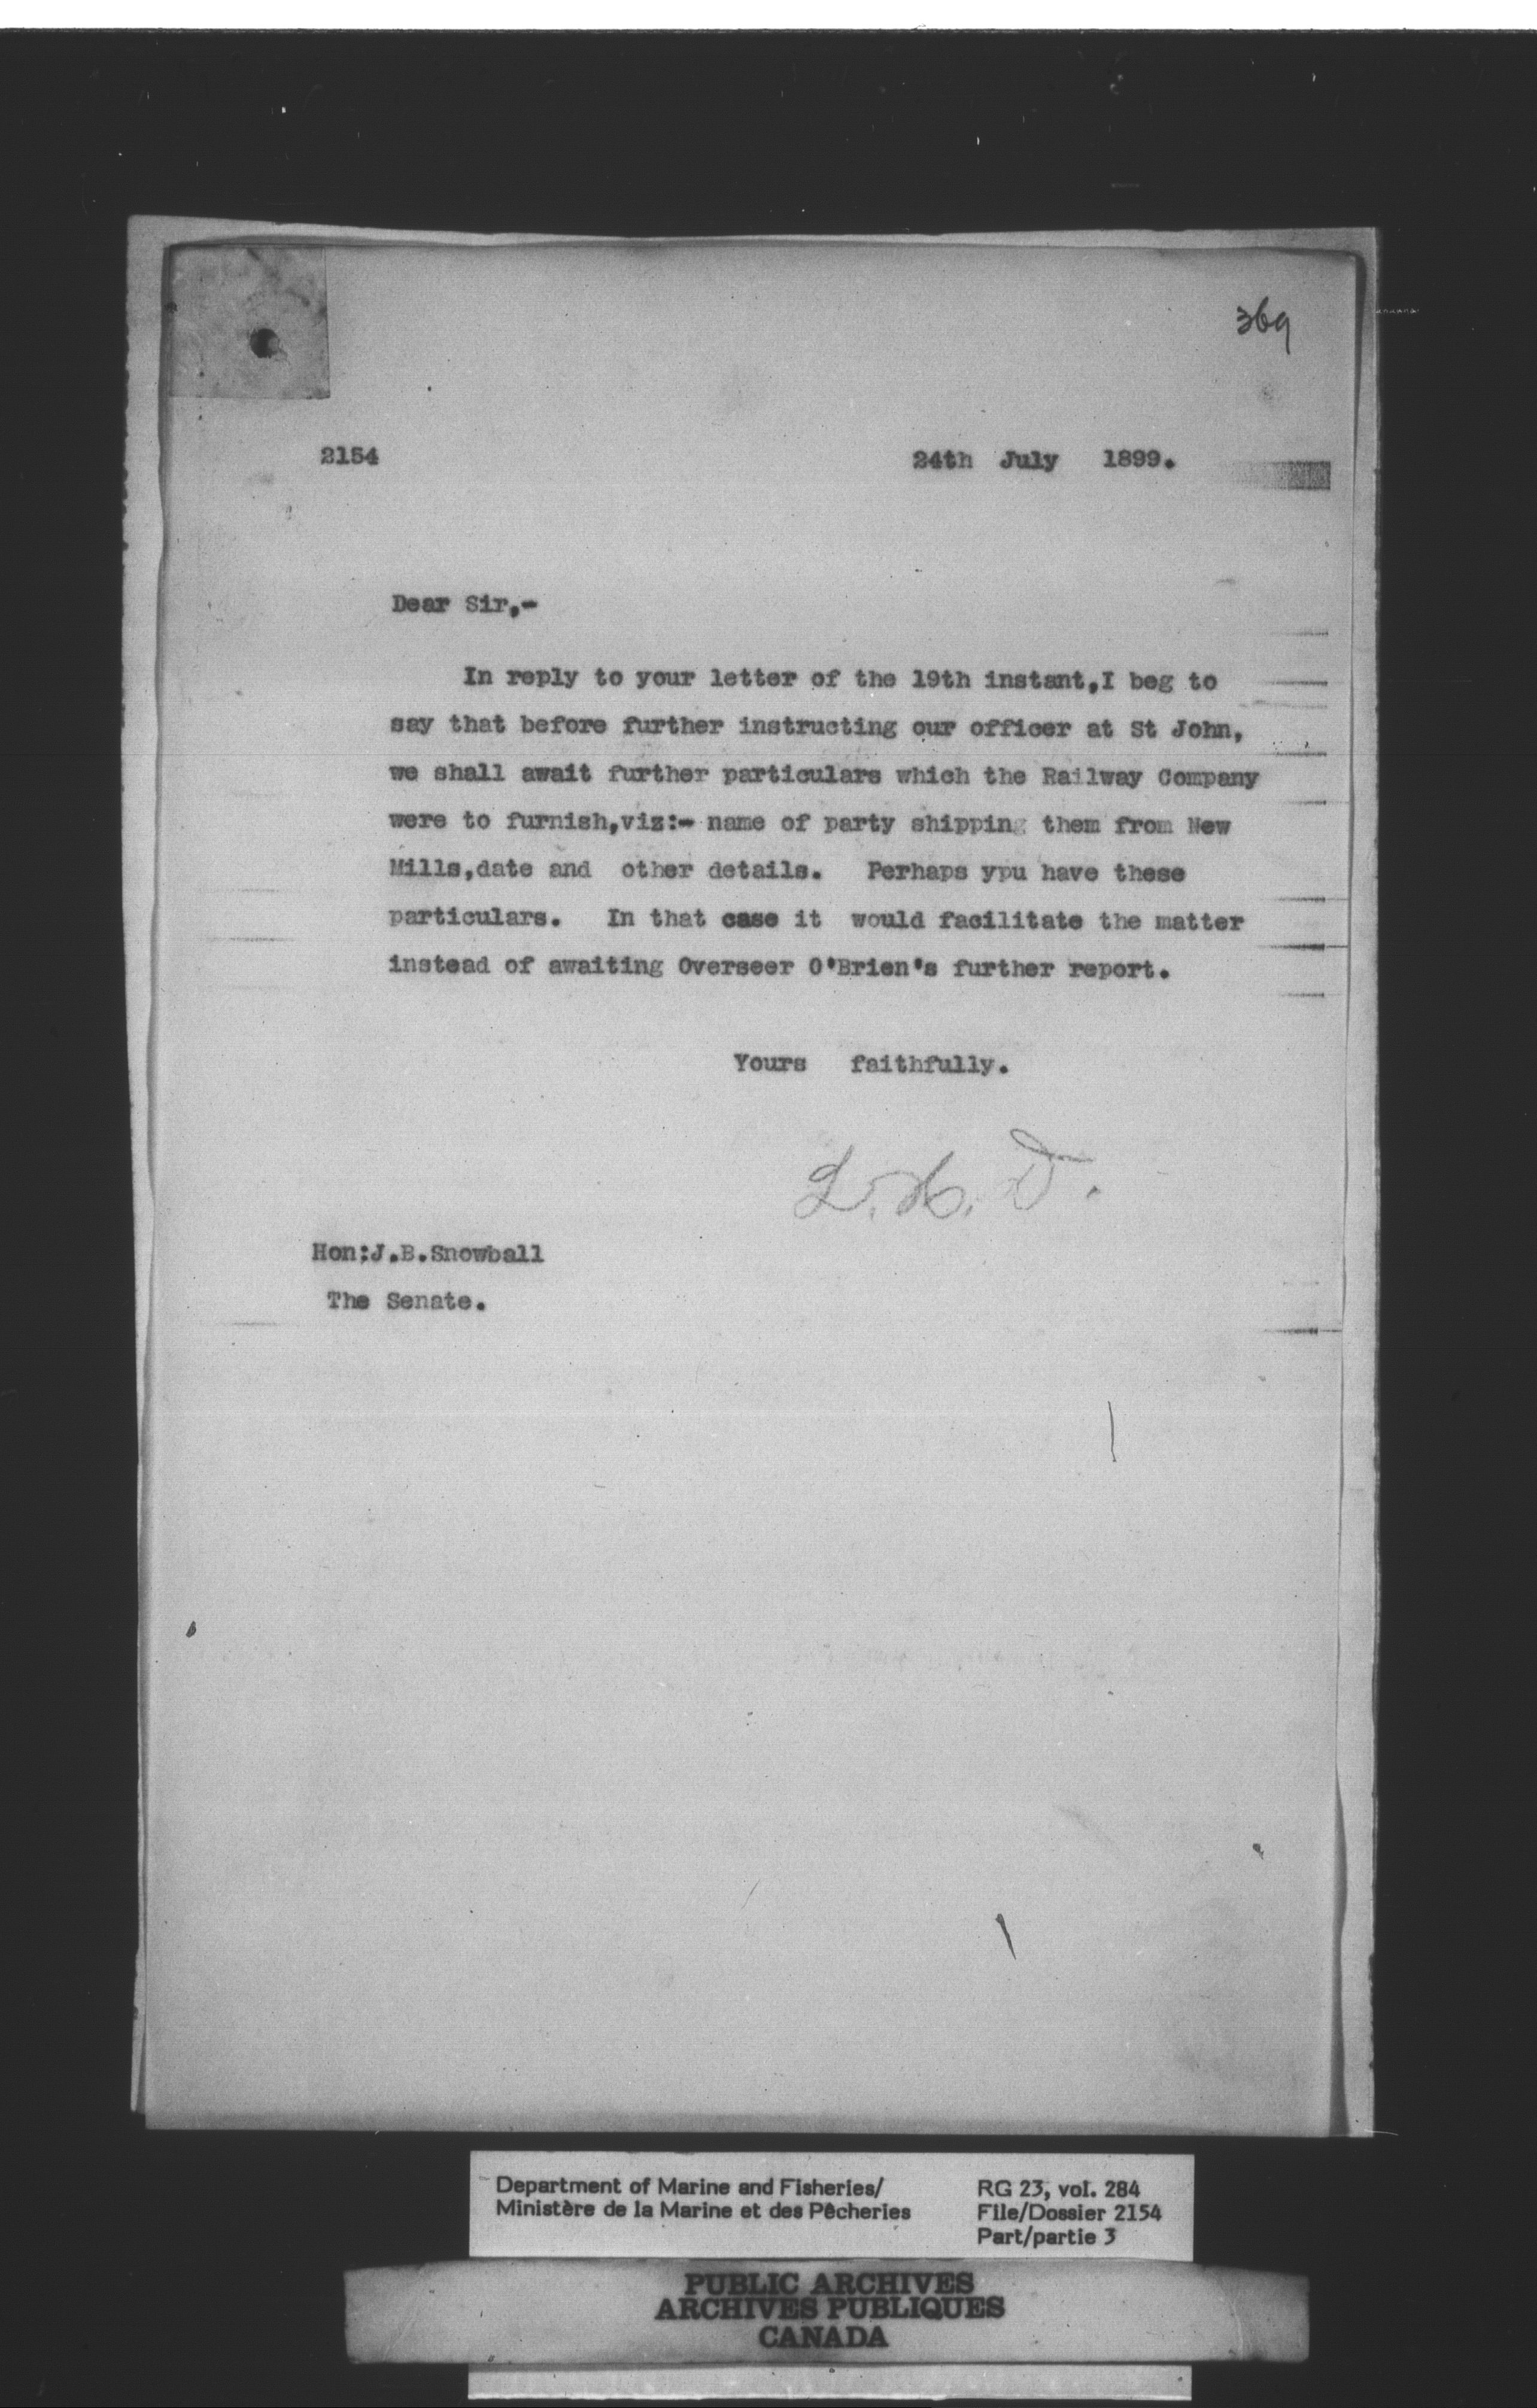 369
2154 24th July 1899.
Dear Sir,-
In reply to your letter of the 19th instant,I beg to
say that before further instructing our officer at St John,
we shall await further particulars which the Railway Company
were to furnish,viz:- name of party shipping them from New
Mills,date and other details. Perhaps ypu have these
particulars. In that case it would facilitate the matter
instead of awaiting Overseer O'Brien's further report.
Yours faithfully.
L.H.D.
Hon:J.B.Snowball
The Senate.
Department of Marine and Fisheries/ RG 23, vol. 284
Ministère de la Marine et des Pêcheries File/Dossier 2154
Part/partie 3
PUBLIC ARCHIVES
ARCHIVES PUBLIQUES
CANADA